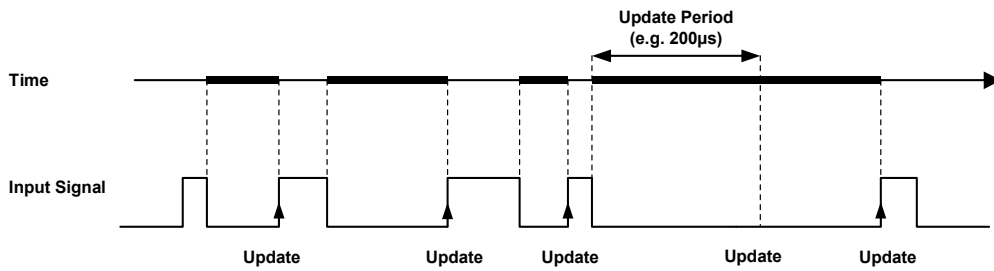 Update Period
(e.g. 200µs)
Time
Input Signal
Update
Update
Update
Update
Update